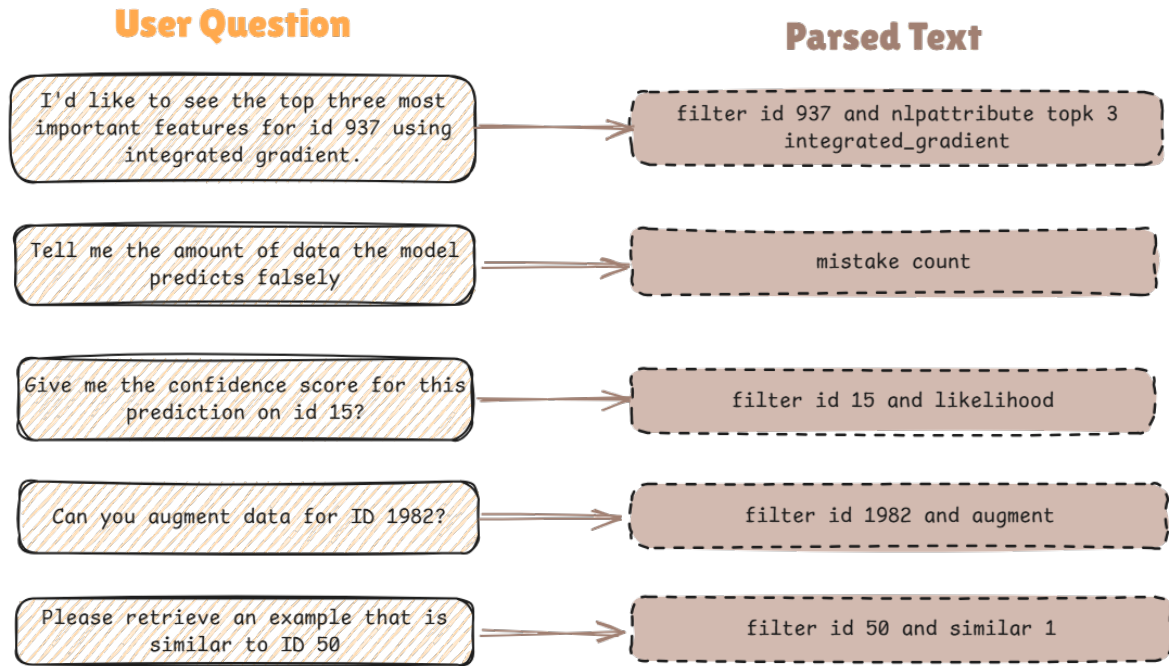 User Question
Parsed Text
I'd like to see the top three most
important features for id 937 using
integrated gradient.
filter id 937 and nlpattribute topk 3
integrated_gradient
Tell me the amount of data the model
predicts falsely
mistake count
Give me the confidence score for this
prediction on id 15?
filter id 15 and likelihood
Can you augment data for ID 1982?
filter id 1982 and augment
Please retrieve an example that is
similar to ID 50
filter id 50 and similar 1